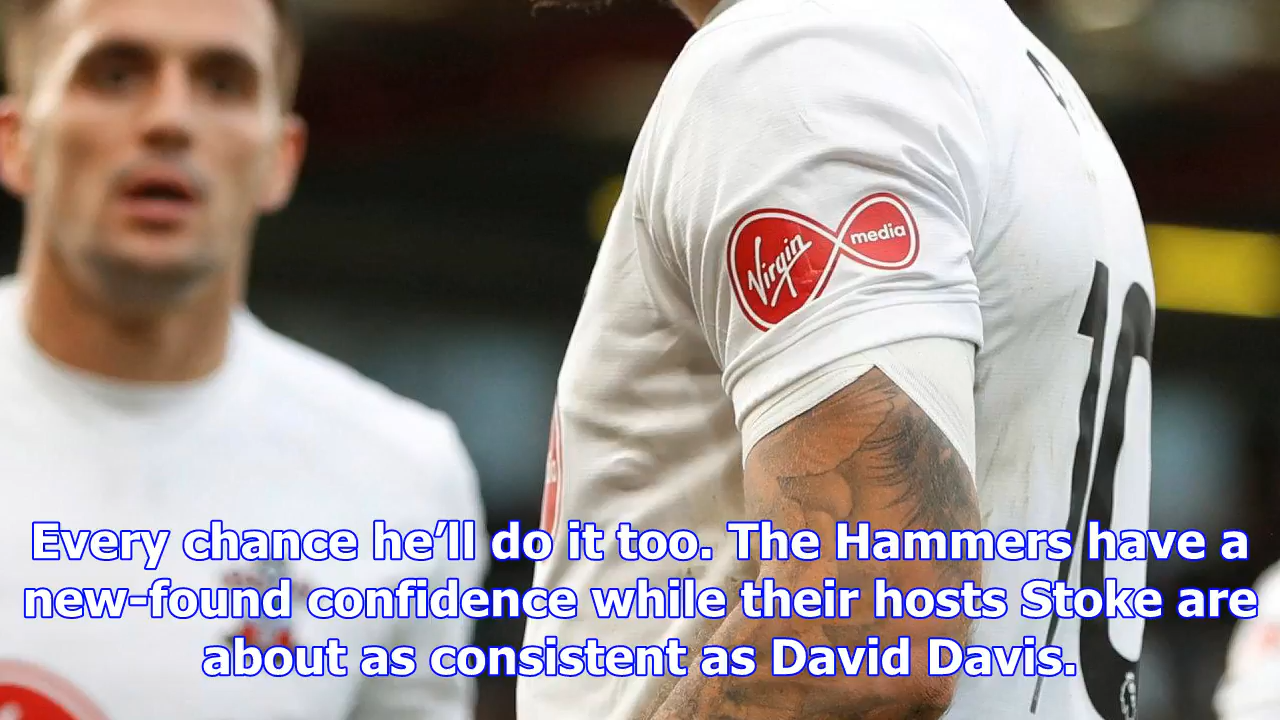 Virgin media
10
Every chance he’ll do it too. The Hammers have a
new-found confidence while their hosts Stoke are
about as consistent as David Davis.